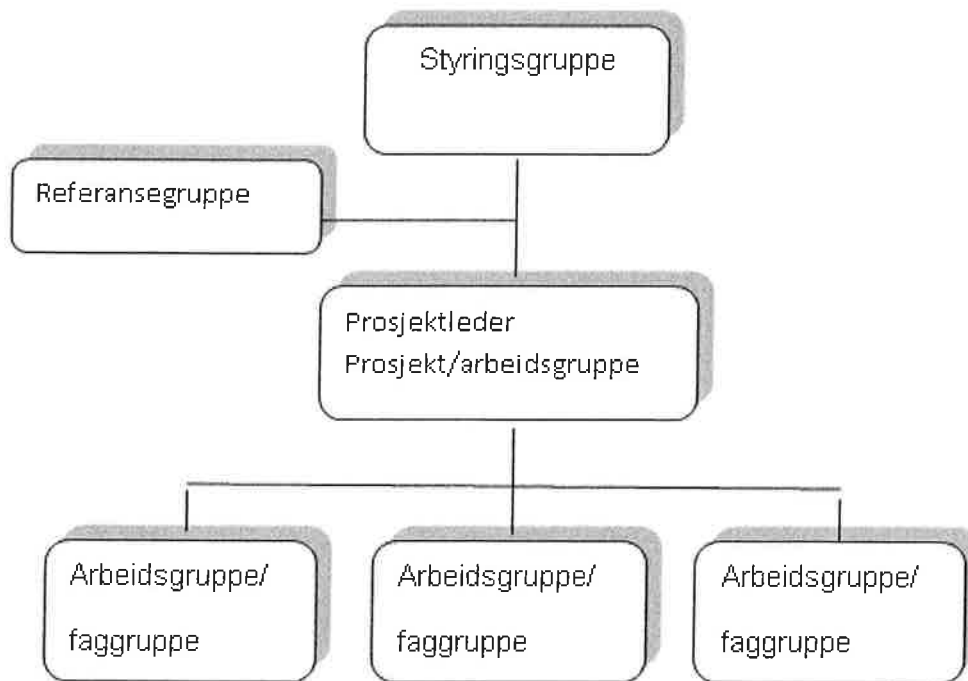 Styringsgruppe
Referansegruppe
Prosjektleder
Prosjekt/arbeidsgruppe
Arbeidsgruppe/
faggruppe
Arbeidsgruppe/
faggruppe
Arbeidsgruppe/
faggruppe